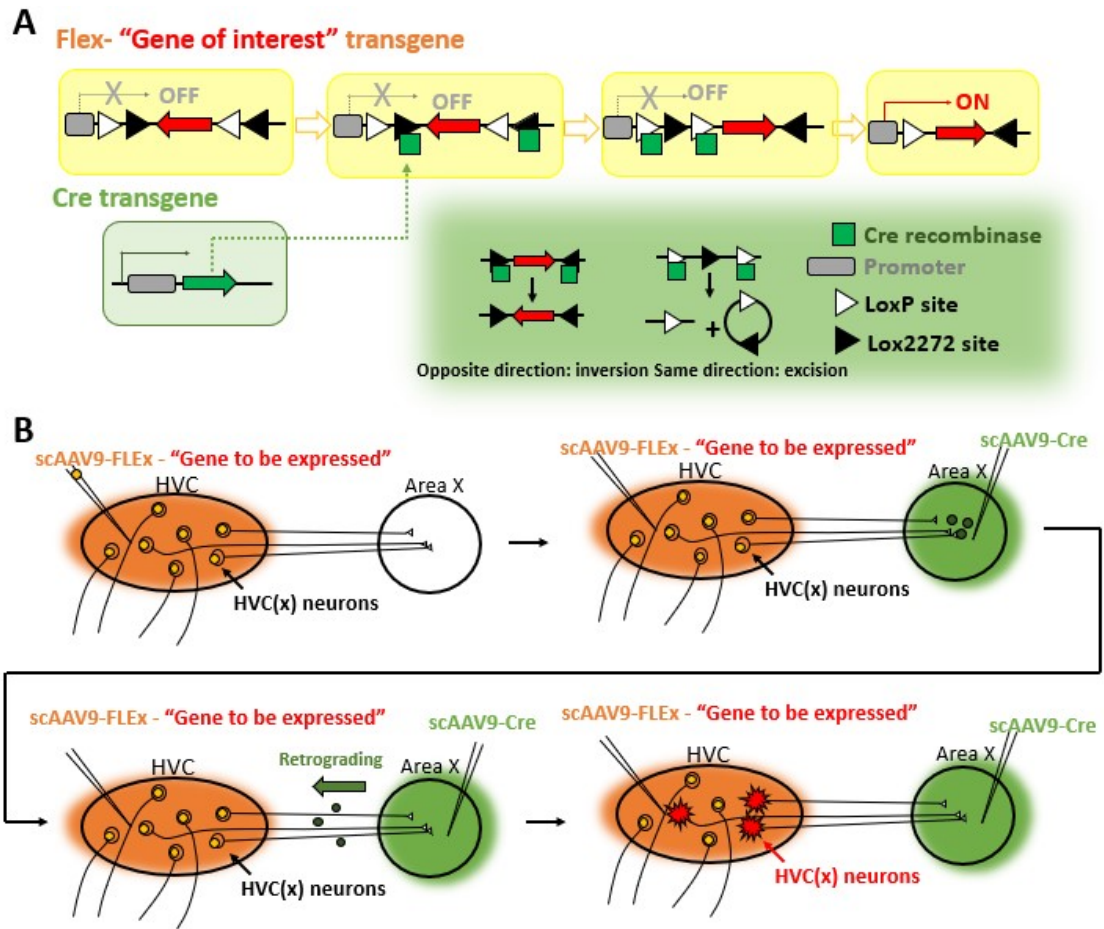 A
Flex- “Gene of interest” transgene
X OFF
X OFF
X OFF
ON
Cre transgene
Cre recombinase
Promoter
LoxP site
Lox2272 site
+
Opposite direction: inversion Same direction: excision
B
scAAV9-FLEx - “Gene to be expressed”
HVC
Area X
HVC(x) neurons
scAAV9-FLEx - “Gene to be expressed”
scAAV9-Cre
HVC
Area X
HVC(x) neurons
scAAV9-FLEx - “Gene to be expressed”
scAAV9-Cre
HVC
Retrograding
Area X
HVC(x) neurons
scAAV9-FLEx - “Gene to be expressed”
scAAV9-Cre
HVC
Area X
HVC(x) neurons